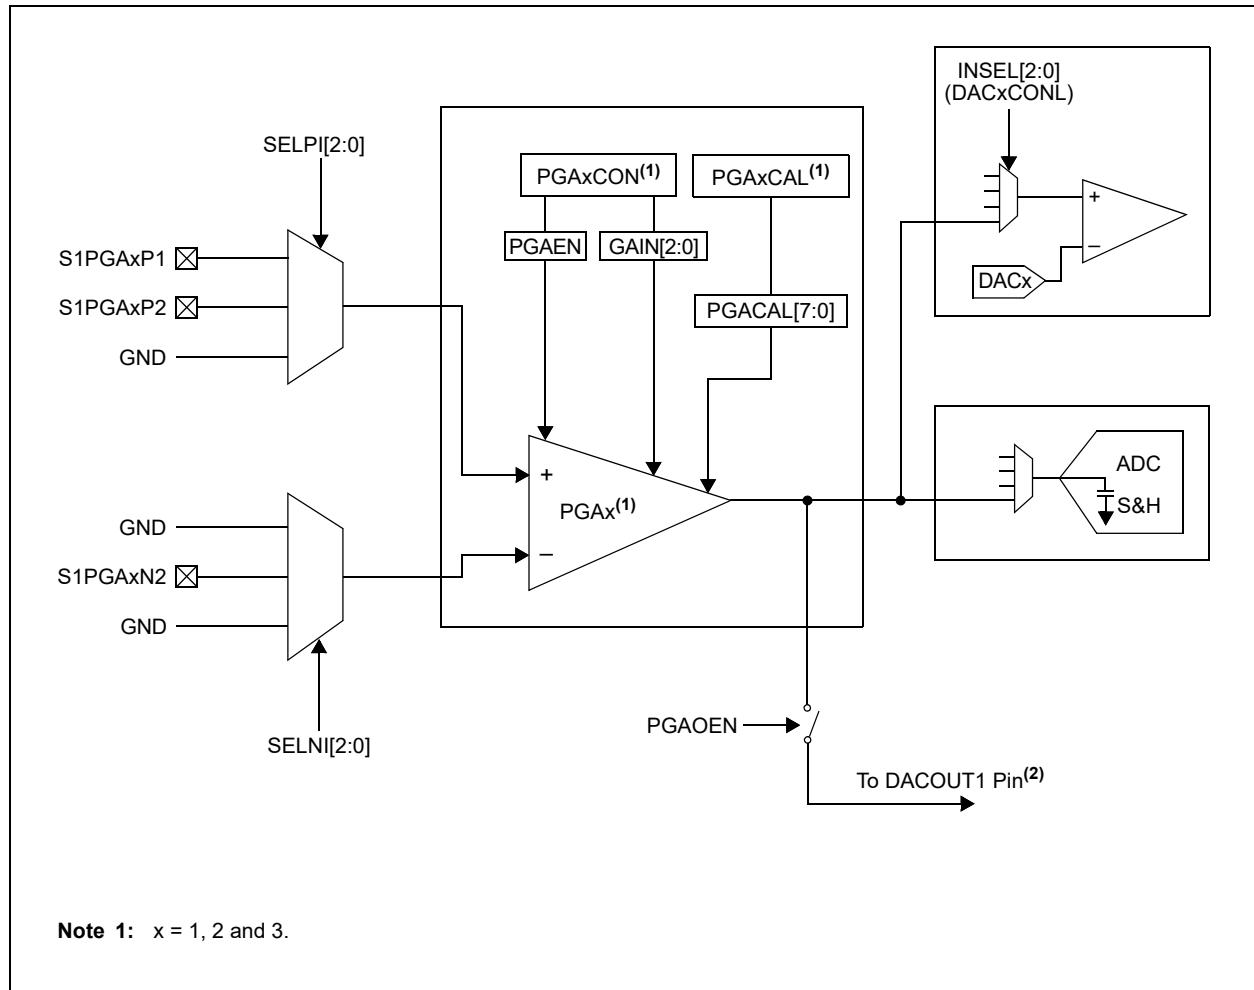 INSEL[2:0]
(DACxCONL)
SELPI[2:0]
PGAxCON(1)
PGAxCAL(1)
PGAEN
GAIN[2:0]
PGACAL[7:0]
S1PGAxP1
S1PGAxP2
GND
+
–
DACx
+
–
PGAx(1)
ADC
S&H
GND
S1PGAxN2
GND
SELNI[2:0]
PGAOEN
To DACOUT1 Pin(2)
Note 1: x = 1, 2 and 3.